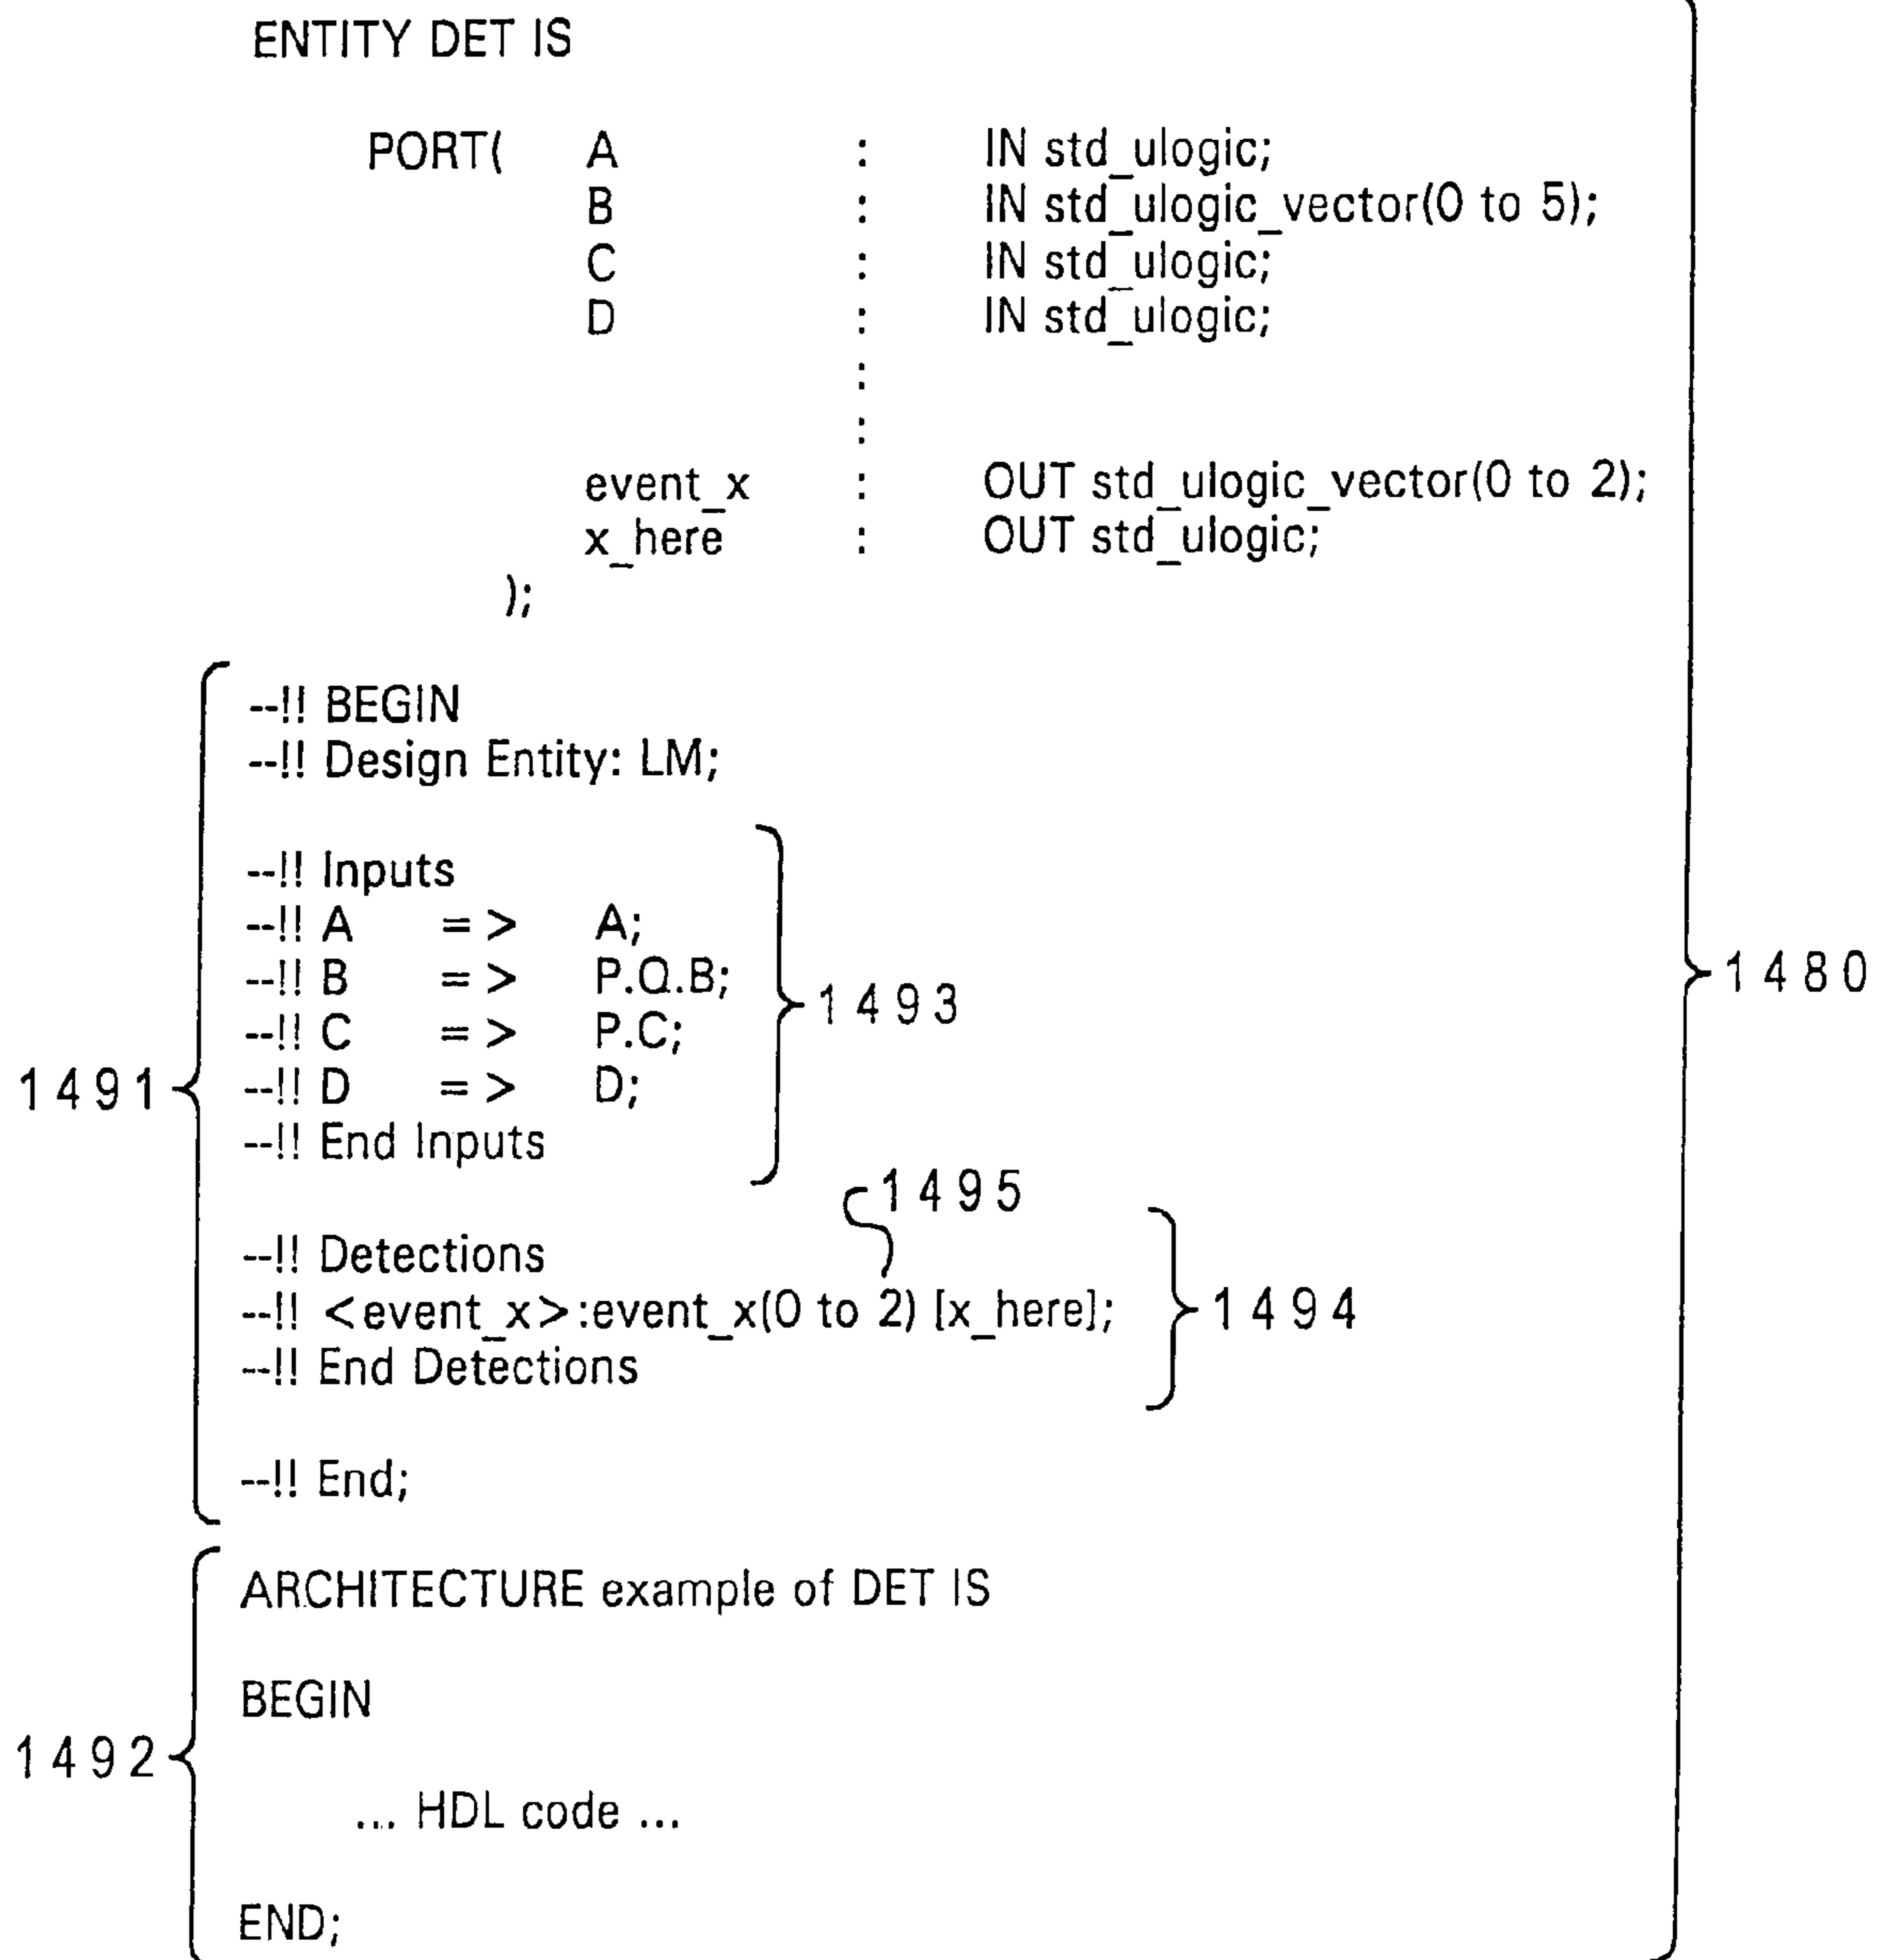 ENTITY DET IS
PORT( A : IN std_ulogic;
B : IN std_ulogic_vector(0 to 5);
C : IN std_ulogic;
D : IN std_ulogic;
:
:
event_x : OUT std_ulogic_vector(0 to 2);
x_here : OUT std_ulogic;
);
--!! BEGIN
--!! Design Entity: LM;
--!! Inputs
--!! A => A;
--!! B => P.Q.B;
--!! C => P.C;
--!! D => D;
--!! End Inputs
1493
1491
1480
1495
--!! Detections
--!! <event_x>:event_x(0 to 2) [x_here];
--!! End Detections
1494
--!! End;
ARCHITECTURE example of DET IS
BEGIN
1492
... HDL code ...
END;